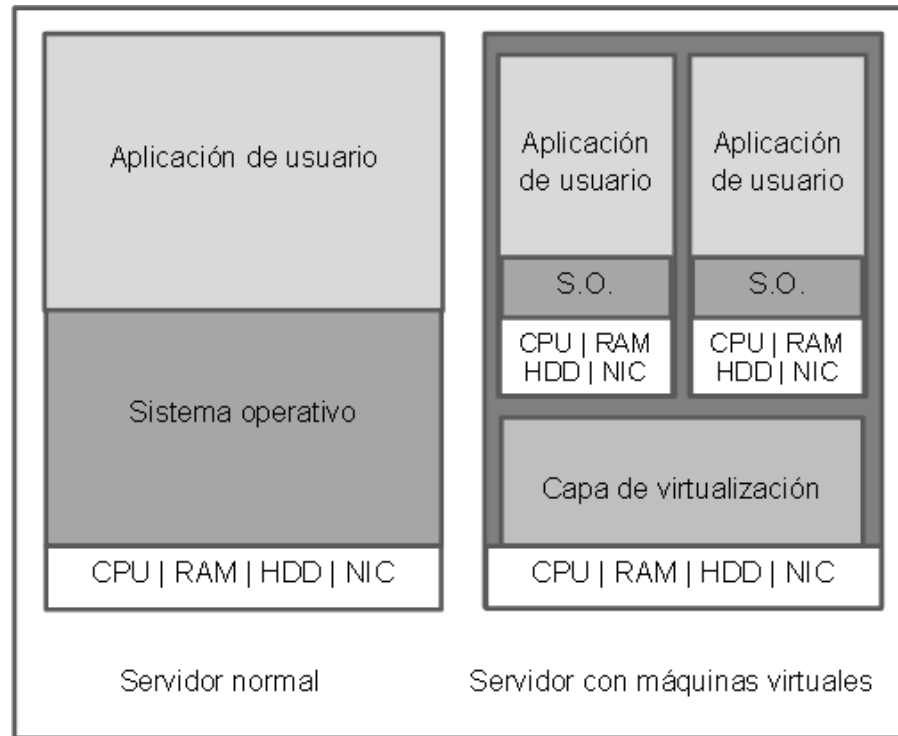 Aplicación de usuario
Sistema operativo
CPU | RAM | HDD | NIC
Servidor normal
Aplicación
de usuario
S.O.
CPU | RAM
HDD | NIC
Aplicación
de usuario
S.O.
CPU | RAM
HDD | NIC
Capa de virtualización
CPU | RAM | HDD | NIC
Servidor con máquinas virtuales